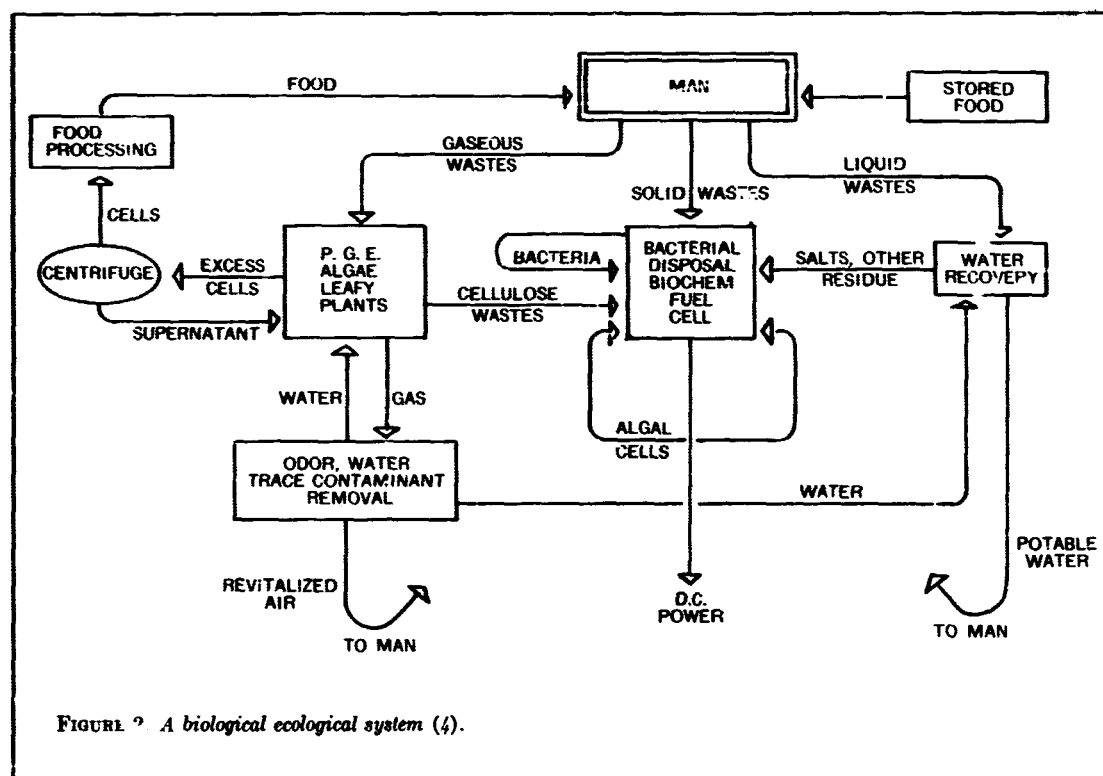 FOOD
MAN
STORED
FOOD
FOOD
PROCESSING
GASEOUS
WASTES
SOLID WASTES
LIQUID
WASTES
CELLS
CENTRIFUGE
EXCESS
CELLS
SUPERNATANT
P. G. E.
ALGAE
LEAFY
PLANTS
BACTERIA
CELLULOSE
WASTES
BACTERIAL
DISPOSAL
BIOCHEM
FUEL
CELL
SALTS, OTHER
RESIDUE
WATER
RECOVERY
WATER
GAS
ALGAL
CELLS
ODOR, WATER
TRACE CONTAMINANT
REMOVAL
WATER
REVITALIZED
AIR
TO MAN
D.C.
POWER
POTABLE
WATER
TO MAN
FIGURE A biological ecological system (4).